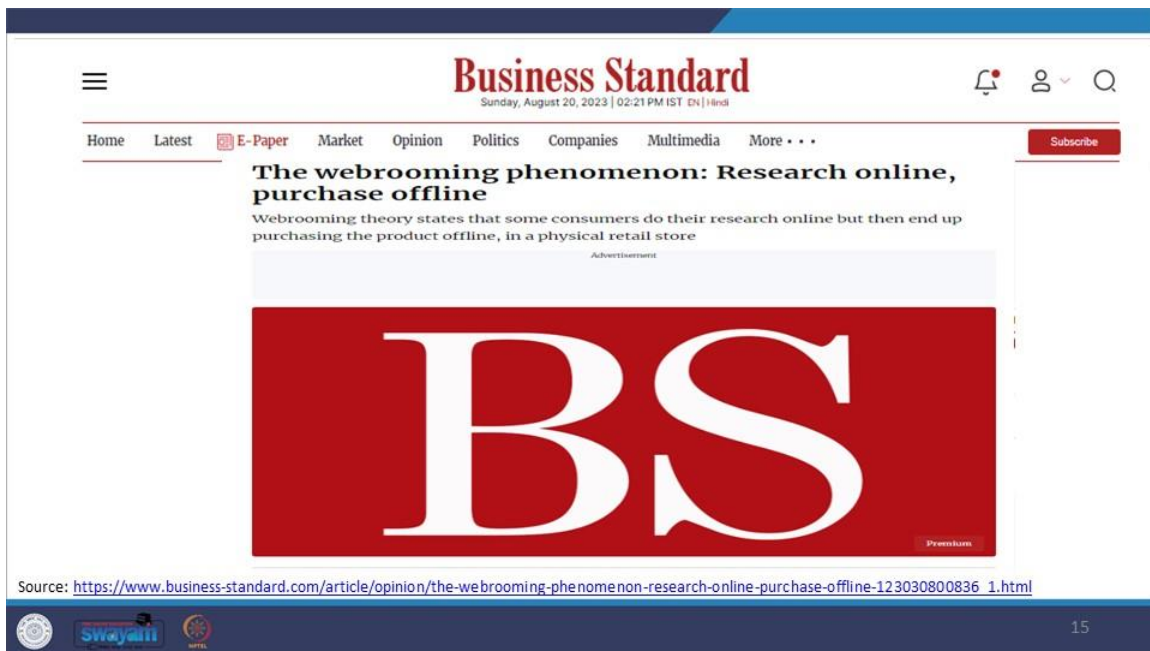 Business Standard
Sunday, August 20, 2023 | 02:21 PM IST EN | Hindi
Home Latest E-Paper Market Opinion Politics Companies Multimedia More • • • Subscribe
The webrooming phenomenon: Research online,
purchase offline
Webrooming theory states that some consumers do their research online but then end up
purchasing the product offline, in a physical retail store
Advertisement
BS
Premium
Source: https://www.business-standard.com/article/opinion/the-webrooming-phenomenon-research-online-purchase-offline-123030800836_1.html
swayam
NPTEL
15